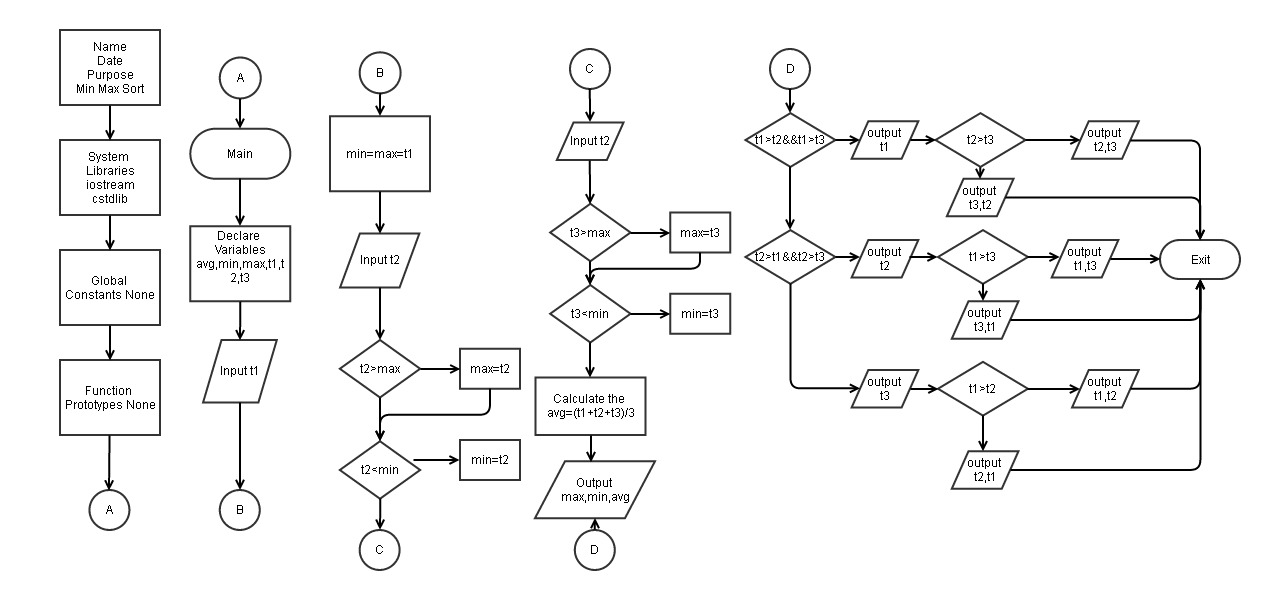 Name
Date
Purpose
Min Max Sort
System
Libraries
iostream
cstdlib
Global
Constants None
Function
Prototypes None
A
A
Main
Declare
Variables
avg,min,max,t1,t
2,t3
Input t1
B
B
min=max=t1
Input t2
t2>max
max=t2
t2<min
min=t2
C
C
Input t2
t3>max
max=t3
t3<min
min=t3
Calculate the
avg=(t1+t2+t3)/3
Output
max,min,avg
D
D
t1>t2&&t1>t3
output
t1
t2>t3
output
t2,t3
output
t3,t2
t2>t1&&t2>t3
output
t2
t1>t3
output
t1,t3
Exit
output
t3,t1
output
t3
t1>t2
output
t1,t2
output
t2,t1